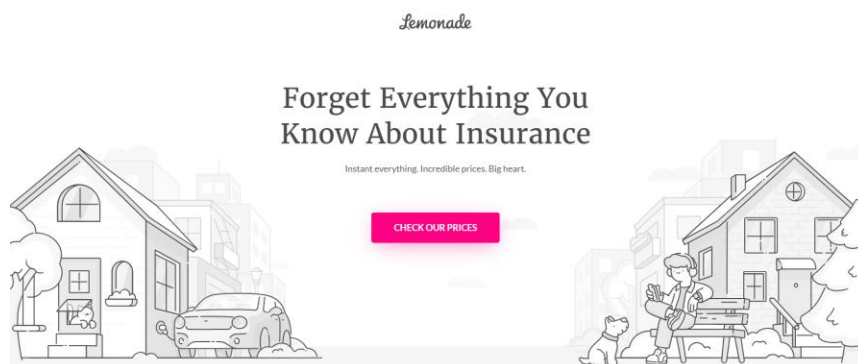 Lemonade
Forget Everything You
Know About Insurance
Instant everything. Incredible prices. Big heart.
CHECK OUR PRICES